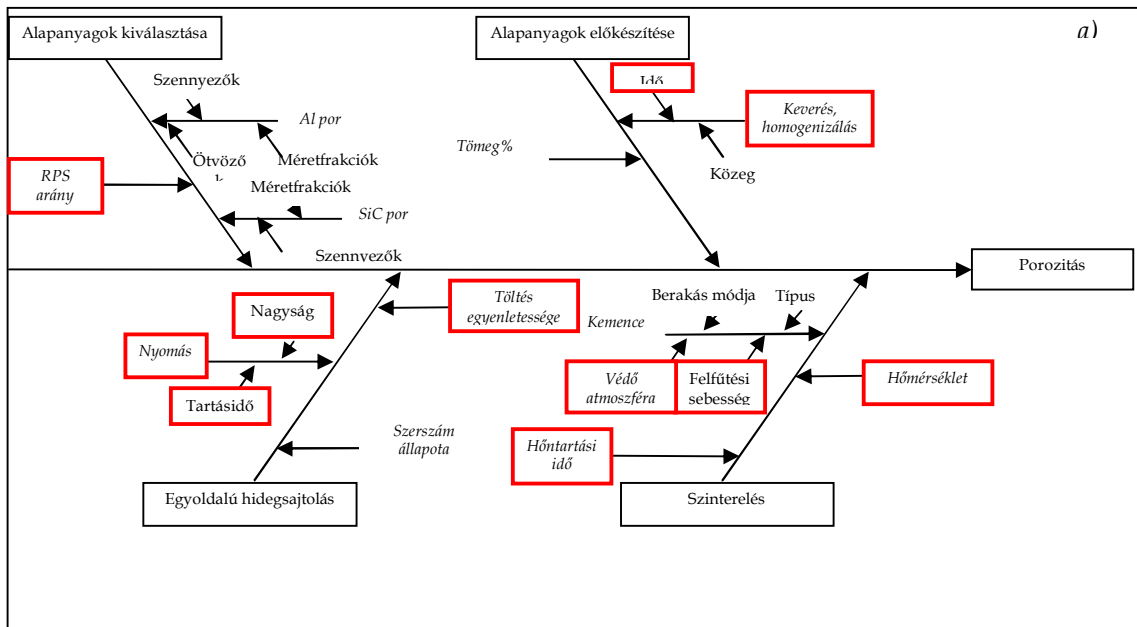 a)
Alapanyagok kiválasztása
Alapanyagok előkészítése
Szennyezők
Al por
Ötvöző
k
Méretfrakciók
RPS
arány
Méretfrakciók
SiC por
Szennyezők
Idő
Keverés,
homogenizálás
Tömeg%
Közeg
Porozitás
Nagyság
Nyomás
Tartásidő
Töltés
egyenletessége
Szerszám
állapota
Egyoldalú hidegsajtolás
Berakás módja
Típus
Kemence
Védő
atmoszféra
Felfűtési
sebesség
Hőmérséklet
Hőntartási
idő
Szinterelés